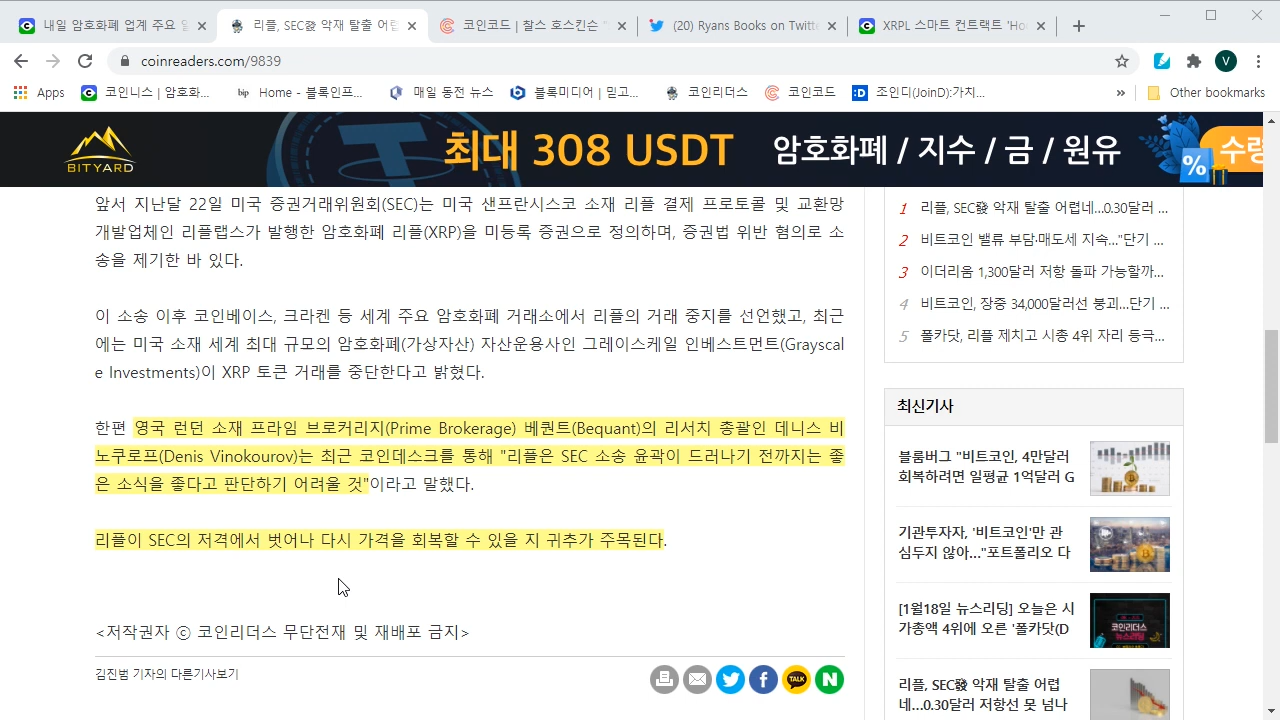 내일 암호화폐 업계 주요 일
리플, SEC發 악재 탈출 어렵
코인코드 | 찰스 호스킨슨
(20) Ryans Books on Twitt
XRPL 스마트 컨트랙트 'Ho
coinreaders.com/9839
V
Apps
코인니스 | 암호화...
Home - 블록인프...
매일 동전 뉴스
블록미디어 | 믿고...
코인리더스
코인코드
조인디(JoinD):가치...
»
Other bookmarks
BITYARD
최대 308 USDT
암호화폐 / 지수 / 금 / 원유
%
수령
앞서 지난달 22일 미국 증권거래위원회(SEC)는 미국 샌프란시스코 소재 리플 결제 프로토콜 및 교환망
개발업체인 리플랩스가 발행한 암호화폐 리플(XRP)을 미등록 증권으로 정의하며, 증권법 위반 혐의로 소
송을 제기한 바 있다.
이 소송 이후 코인베이스, 크라켄 등 세계 주요 암호화폐 거래소에서 리플의 거래 중지를 선언했고, 최근
에는 미국 소재 세계 최대 규모의 암호화폐(가상자산) 자산운용사인 그레이스케일 인베스트먼트(Grayscal
e Investments)이 XRP 토큰 거래를 중단한다고 밝혔다.
한편 영국 런던 소재 프라임 브로커리지(Prime Brokerage) 베퀀트(Bequant)의 리서치 총괄인 데니스 비
노쿠로프(Denis Vinokourov)는 최근 코인데스크를 통해 "리플은 SEC 소송 윤곽이 드러나기 전까지는 좋
은 소식을 좋다고 판단하기 어려울 것"이라고 말했다.
리플이 SEC의 저격에서 벗어나 다시 가격을 회복할 수 있을 지 귀추가 주목된다.
<저작권자 ⓒ 코인리더스 무단전재 및 재배포 금지>
김진범 기자의 다른기사보기
TALK
N
1 리플, SEC發 악재 탈출 어렵네...0.30달러 ...
2 비트코인 밸류 부담·매도세 지속..."단기 ...
3 이더리움 1,300달러 저항 돌파 가능할까...
4 비트코인, 장중 34,000달러선 붕괴...단기 ...
5 폴카닷, 리플 제치고 시총 4위 자리 등극...
최신기사
블룸버그 "비트코인, 4만달러
회복하려면 일평균 1억달러 G
기관투자자, '비트코인'만 관
심두지 않아..."포트폴리오 다
[1월18일 뉴스리딩] 오늘은 시
가총액 4위에 오른 '폴카닷(D
코인리더스
뉴스리딩
리플, SEC發 악재 탈출 어렵
네...0.30달러 저항선 못 넘나